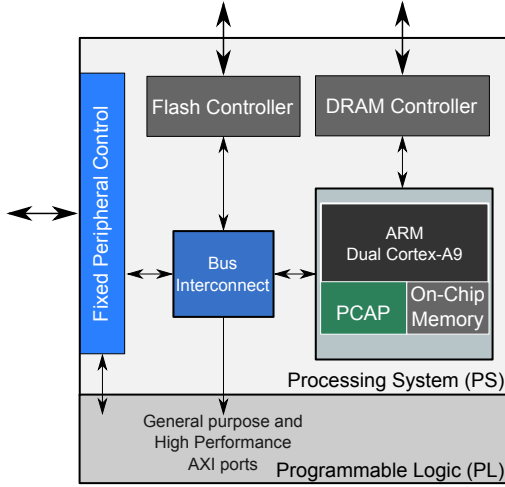 Flash Controller
DRAM Controller
Fixed Peripheral Control
ARM
Dual Cortex-A9
Bus
Interconnect
PCAP
On-Chip
Memory
Processing System (PS)
General purpose and
High Performance
AXI ports
Programmable Logic (PL)